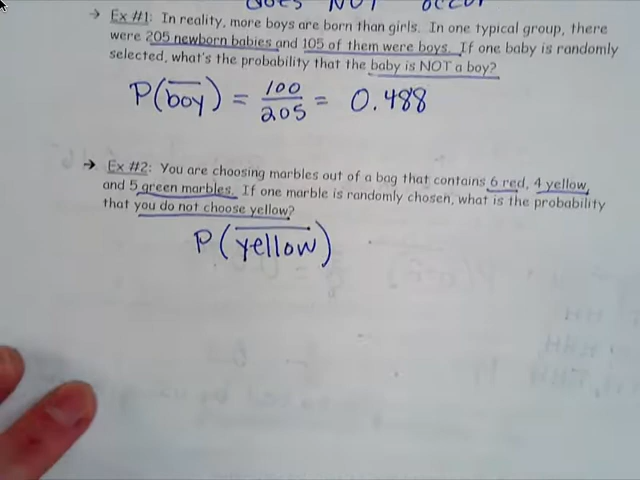 Does NOT occur
→ Ex #1: In reality, more boys are born than girls. In one typical group, there
were 205 newborn babies and 105 of them were boys. If one baby is randomly
selected, what's the probability that the baby is NOT a boy?
P(boy) = 100/205 = 0.488
→ Ex #2: You are choosing marbles out of a bag that contains 6 red, 4 yellow,
and 5 green marbles. If one marble is randomly chosen, what is the probability
that you do not choose yellow?
P(yellow)